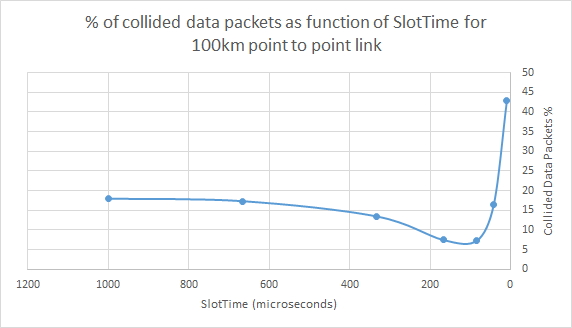 % of collided data packets as function of SlotTime for
100km point to point link
50
45
40
35
30
25
20
15
10
5
0
Collided Data Packets %
1200 1000 800 600 400 200 0
SlotTime (microseconds)